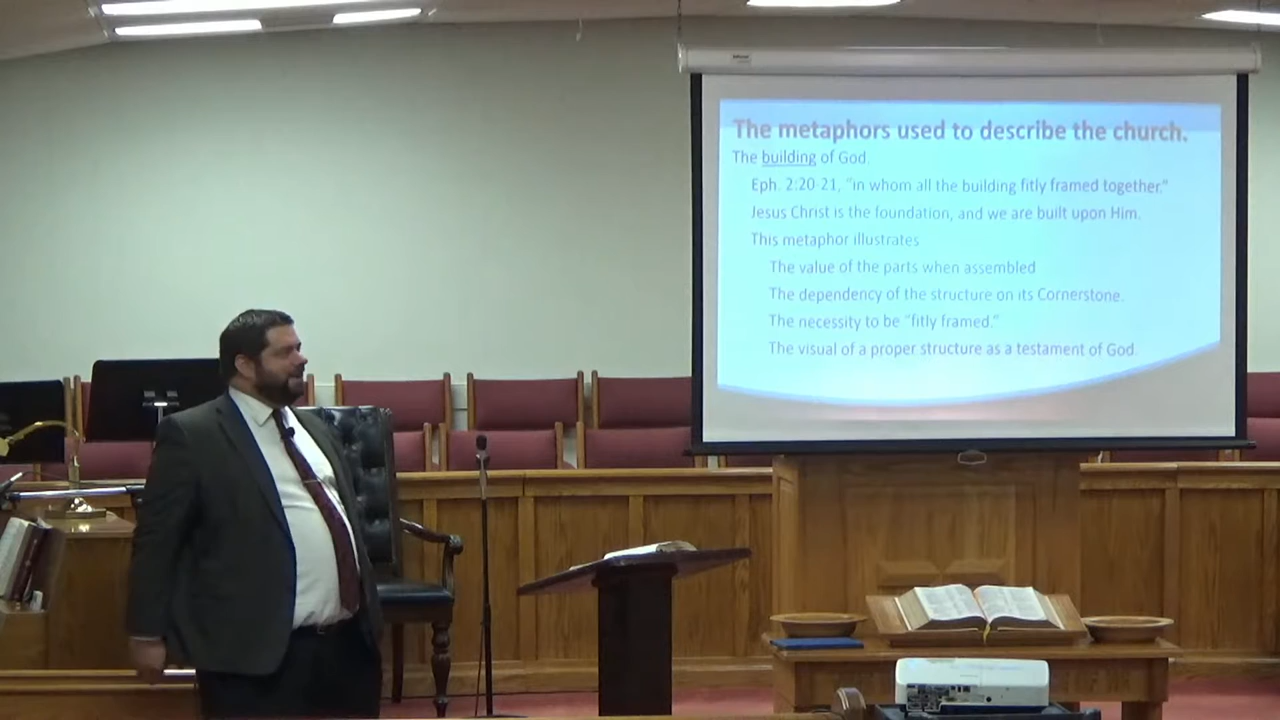 The metaphors used to describe the church.
The building of God.
Eph. 2:20-21, "in whom all the building fitly framed together."
Jesus Christ is the foundation, and we are built upon Him.
This metaphor illustrates
The value of the parts when assembled
The dependency of the structure on its Cornerstone.
The necessity to be "fitly framed."
The visual of a proper structure as a testament of God.